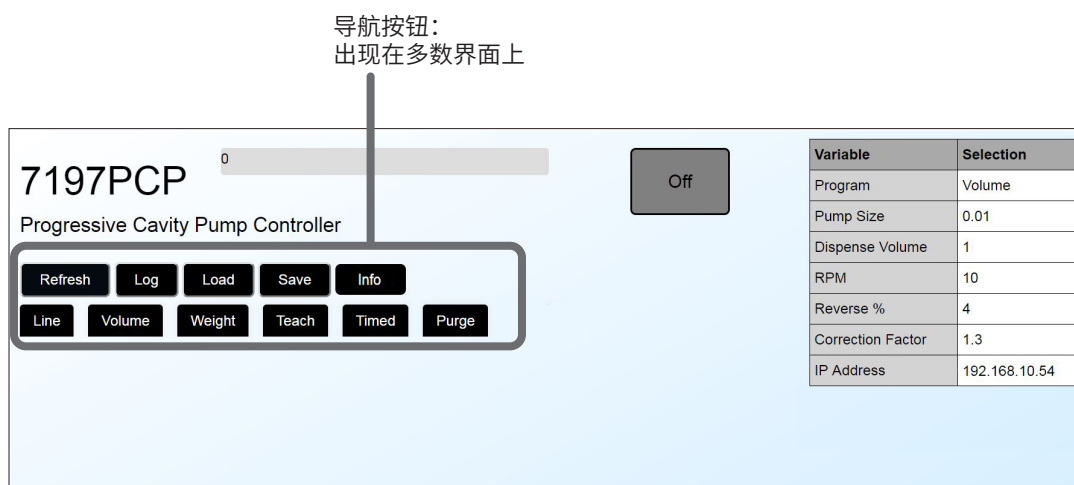 导航按钮：
出现在多数界面上
0
7197PCP
Progressive Cavity Pump Controller
Off
Refresh Log Load Save Info
Line Volume Weight Teach Timed Purge
Variable Selection
Program Volume
Pump Size 0.01
Dispense Volume 1
RPM 10
Reverse % 4
Correction Factor 1.3
IP Address 192.168.10.54